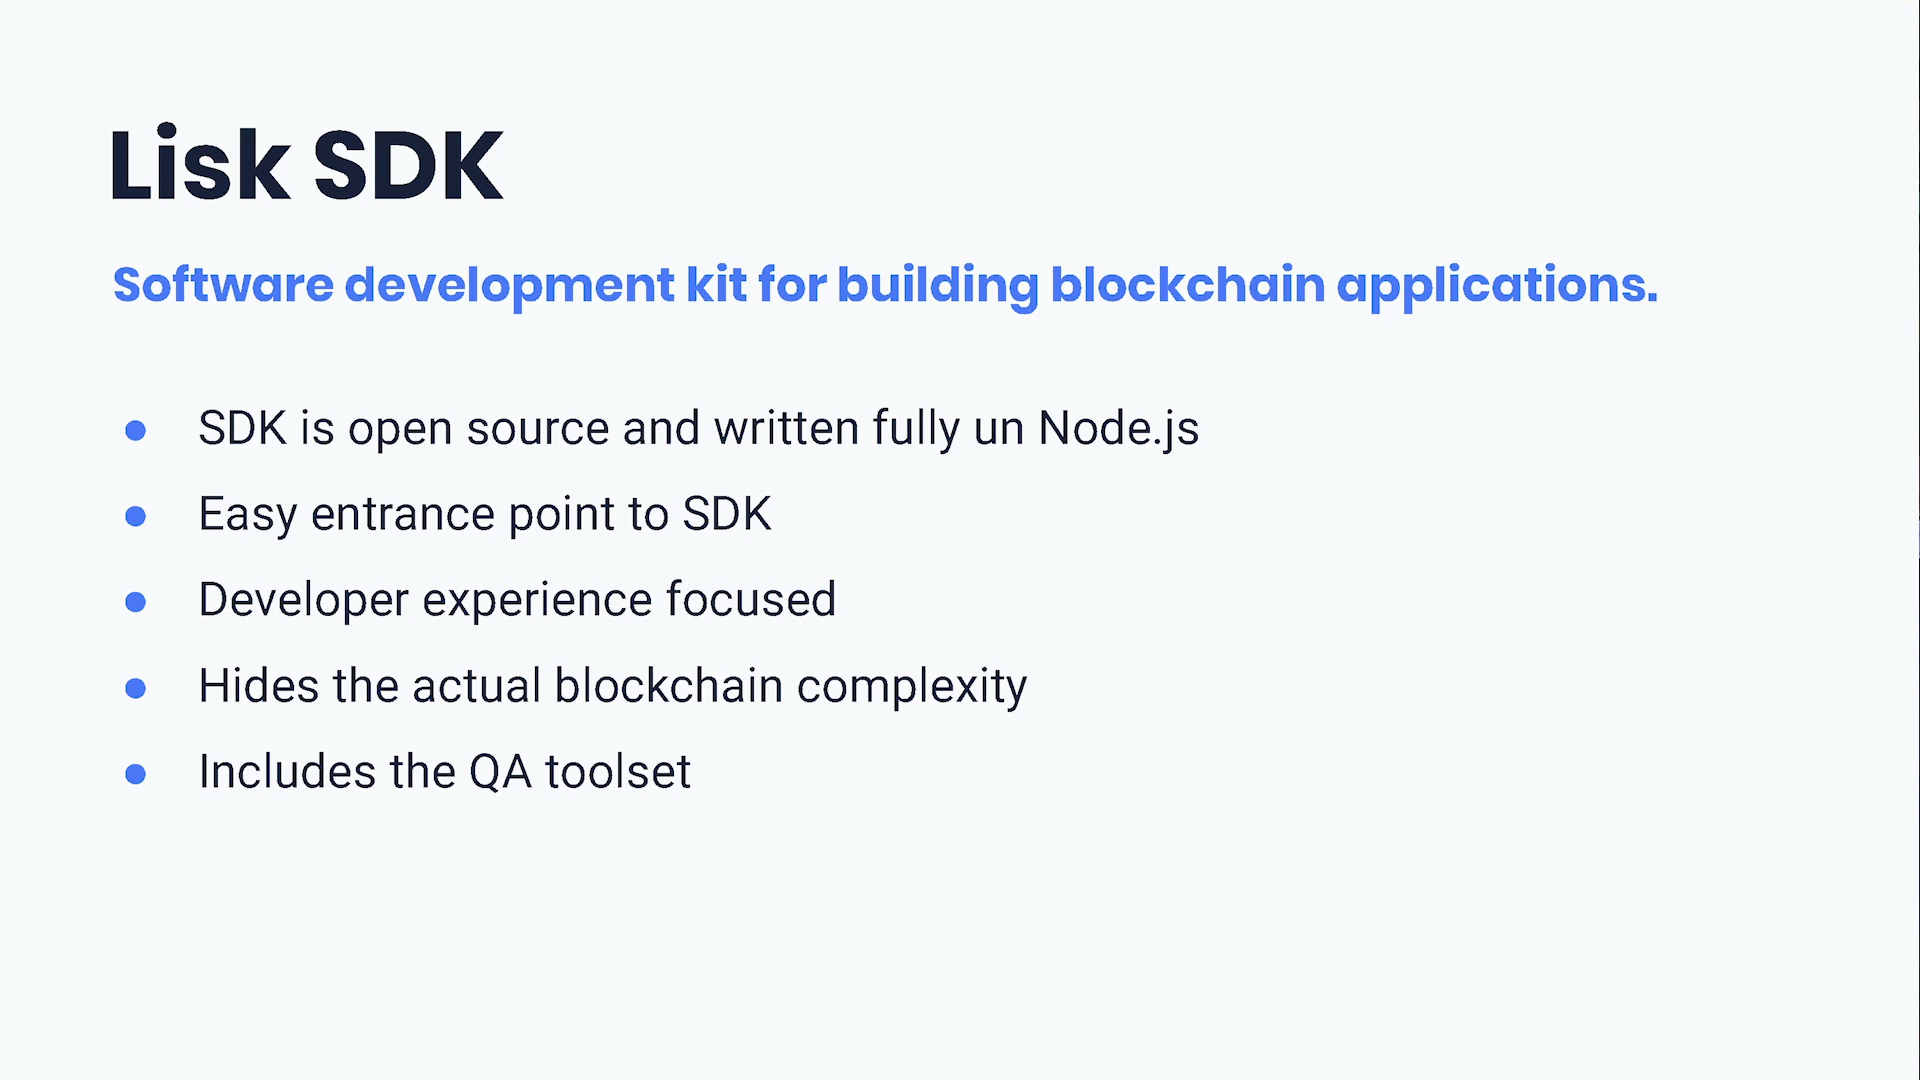 Lisk SDK
Software development kit for building blockchain applications.
● SDK is open source and written fully un Node.js
● Easy entrance point to SDK
● Developer experience focused
● Hides the actual blockchain complexity
● Includes the QA toolset